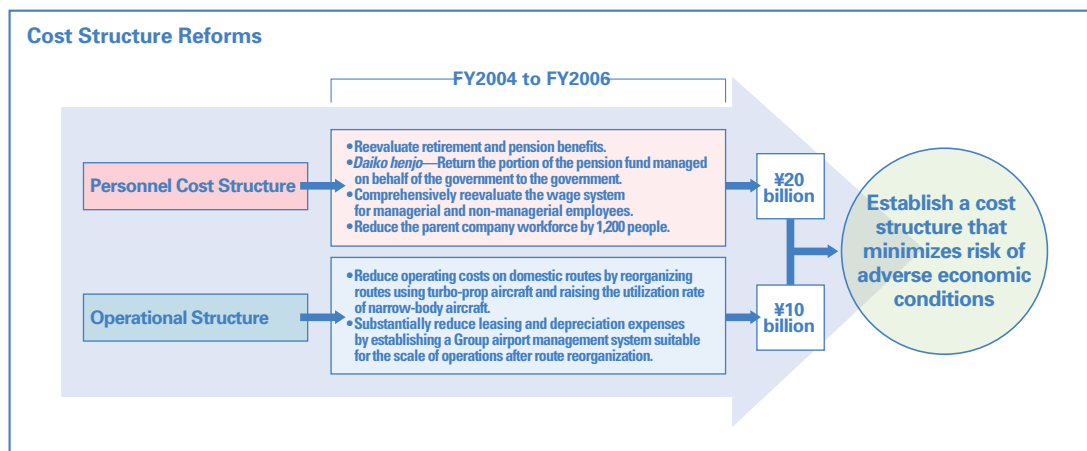 Cost Structure Reforms
FY2004 to FY2006
Personnel Cost Structure
•Reevaluate retirement and pension benefits.
•Daiko henjo—Return the portion of the pension fund managed
on behalf of the government to the government.
•Comprehensively reevaluate the wage system
for managerial and non-managerial employees.
•Reduce the parent company workforce by 1,200 people.
¥20
billion
Operational Structure
•Reduce operating costs on domestic routes by reorganizing
routes using turbo-prop aircraft and raising the utilization rate
of narrow-body aircraft.
•Substantially reduce leasing and depreciation expenses
by establishing a Group airport management system suitable
for the scale of operations after route reorganization.
¥10
billion
Establish a cost
structure that
minimizes risk of
adverse economic
conditions